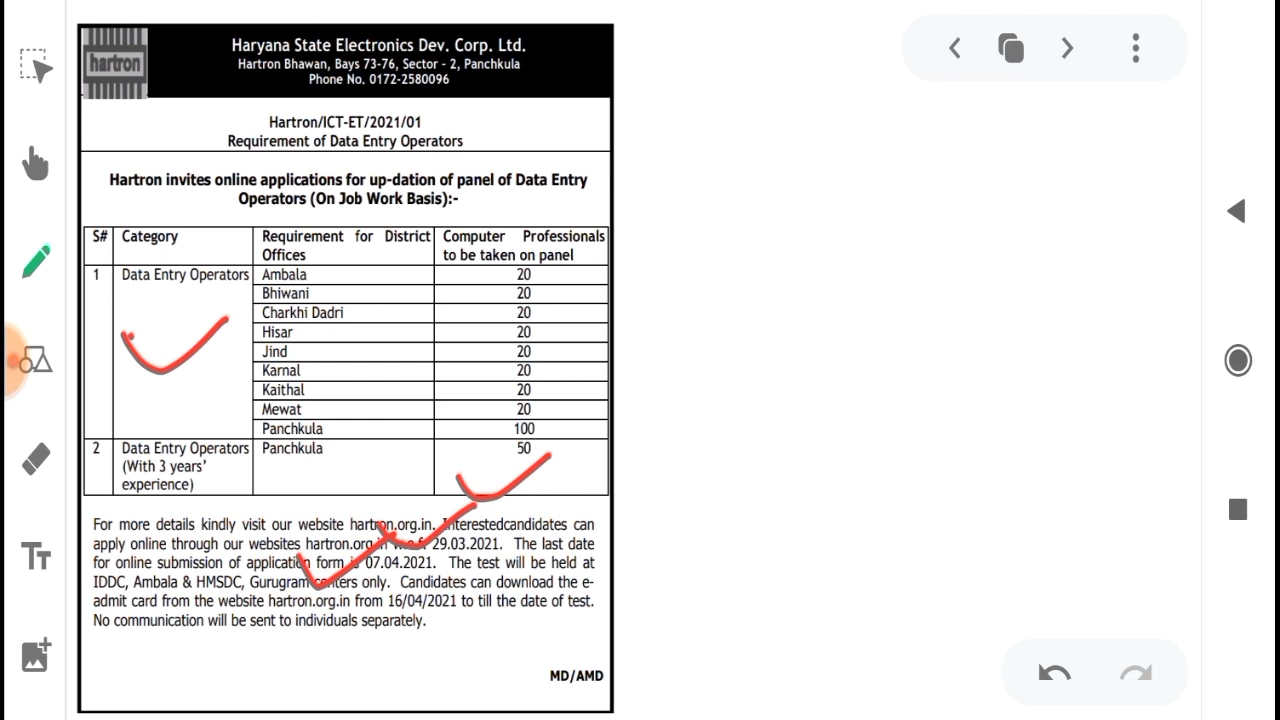 hartron
Haryana State Electronics Dev. Corp. Ltd.
Hartron Bhawan, Bays 73-76, Sector - 2, Panchkula
Phone No. 0172-2580096
Hartron/ICT-ET/2021/01
Requirement of Data Entry Operators
Hartron invites online applications for up-dation of panel of Data Entry
Operators (On Job Work Basis):-
S# Category Requirement for District Offices Computer Professionals to be taken on panel
1 Data Entry Operators Ambala 20
Bhiwani 20
Charkhi Dadri 20
Hisar 20
Jind 20
Karnal 20
Kaithal 20
Mewat 20
Panchkula 100
2 Data Entry Operators (With 3 years' experience) Panchkula 50
For more details kindly visit our website hartron.org.in. Interestedcandidates can
apply online through our websites hartron.org.in w.e.f. 29.03.2021. The last date
for online submission of application form is 07.04.2021. The test will be held at
IDDC, Ambala & HMSDC, Gurugram centers only. Candidates can download the e-
admit card from the website hartron.org.in from 16/04/2021 to till the date of test.
No communication will be sent to individuals separately.
MD/AMD
Tт